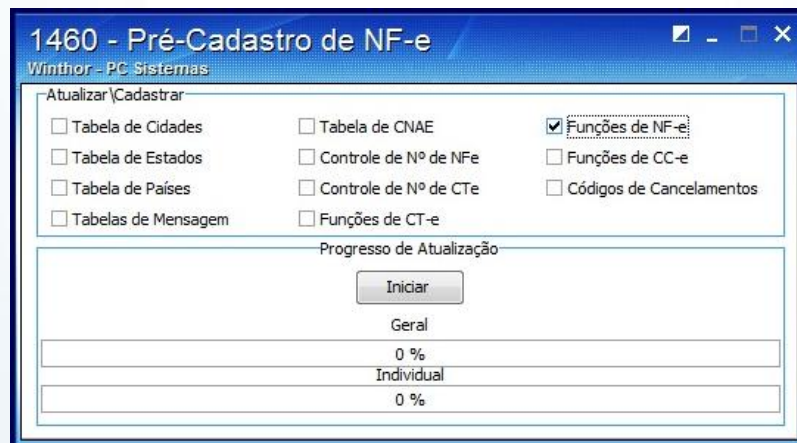 1460 - Pré-Cadastro de NF-e
Winthor - PC Sistemas
Atualizar\Cadastrar
Tabela de Cidades
Tabela de CNAE
Funções de NF-e
Tabela de Estados
Controle de Nº de NFe
Funções de CC-e
Tabela de Países
Controle de Nº de CTe
Códigos de Cancelamentos
Tabelas de Mensagem
Funções de CT-e
Progresso de Atualização
Iniciar
Geral
0 %
Individual
0 %